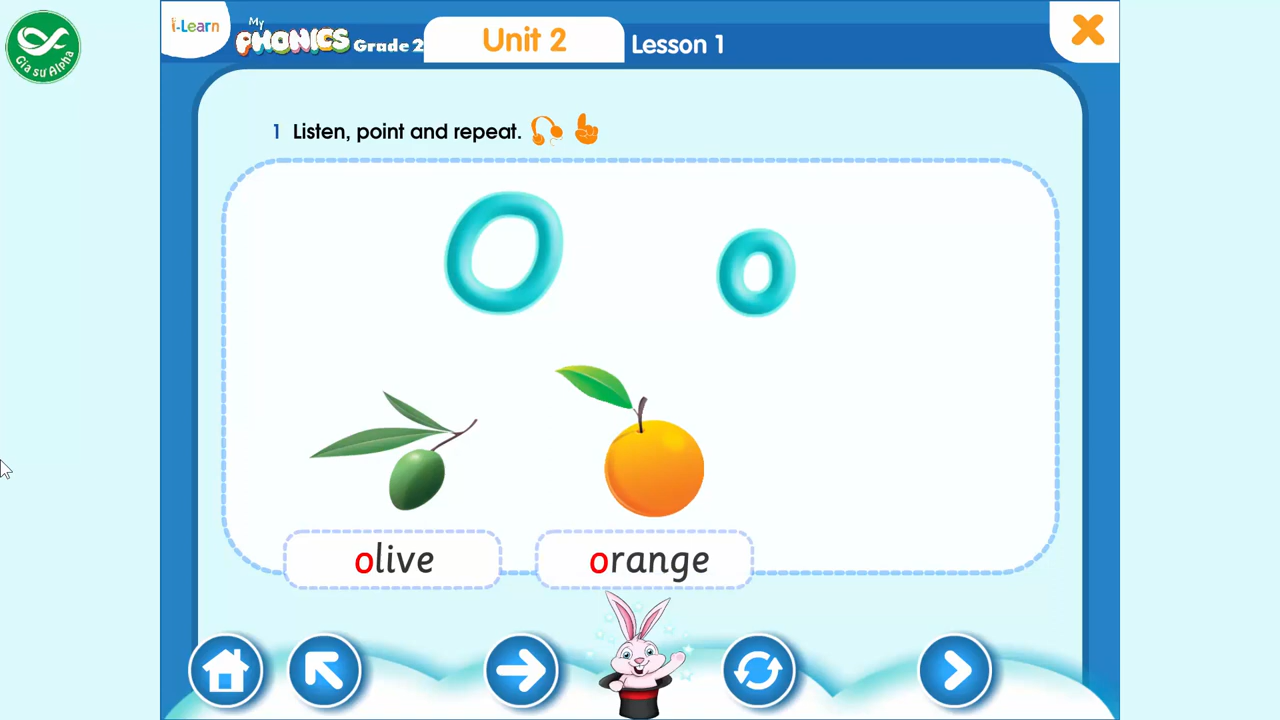 Gia sư Alpha
i-Learn
My
PHONICS Grade 2
Unit 2
Lesson 1
1 Listen, point and repeat.
O o
olive orange